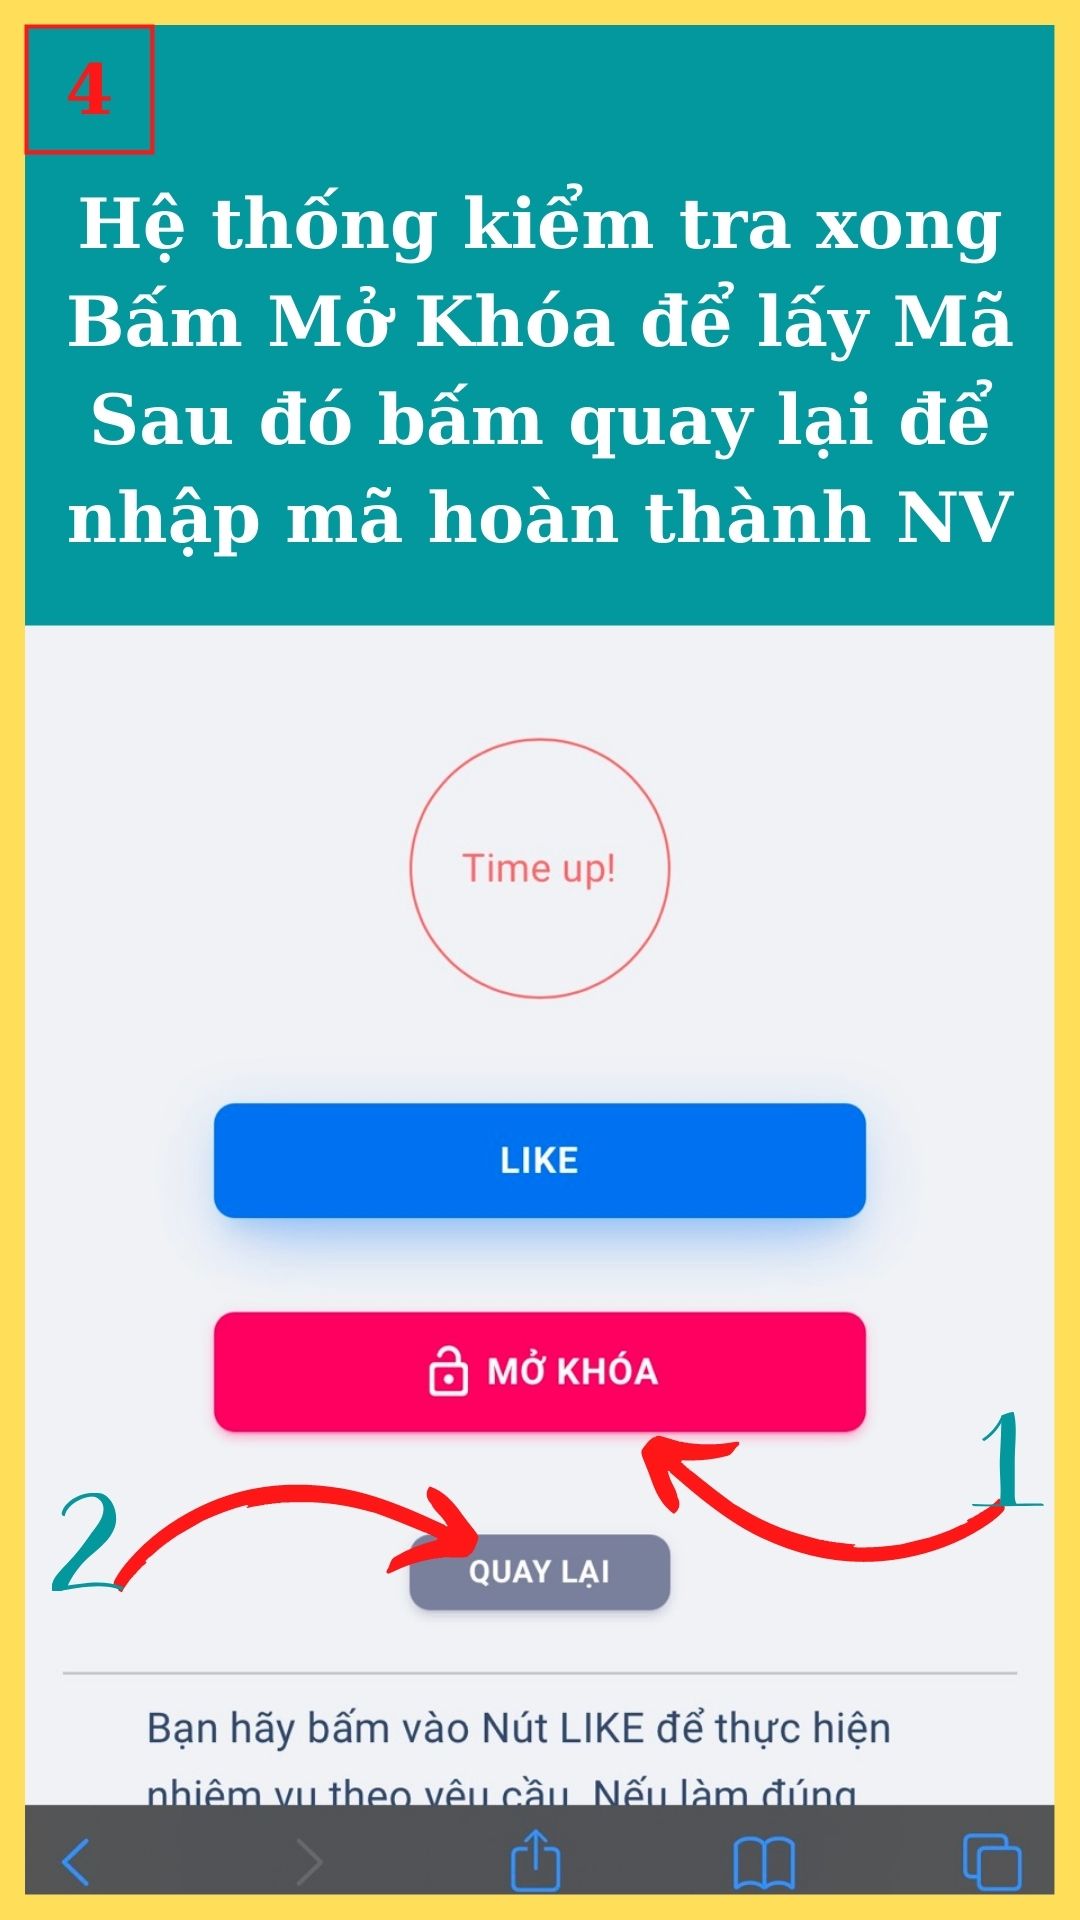 4
Hệ thống kiểm tra xong
Bấm Mở Khóa để lấy Mã
Sau đó bấm quay lại để
nhập mã hoàn thành NV
Time up!
LIKE
MỞ KHÓA
1
2
QUAY LẠI
Bạn hãy bấm vào Nút LIKE để thực hiện
nhiệm vụ theo yêu cầu. Nếu làm đúng